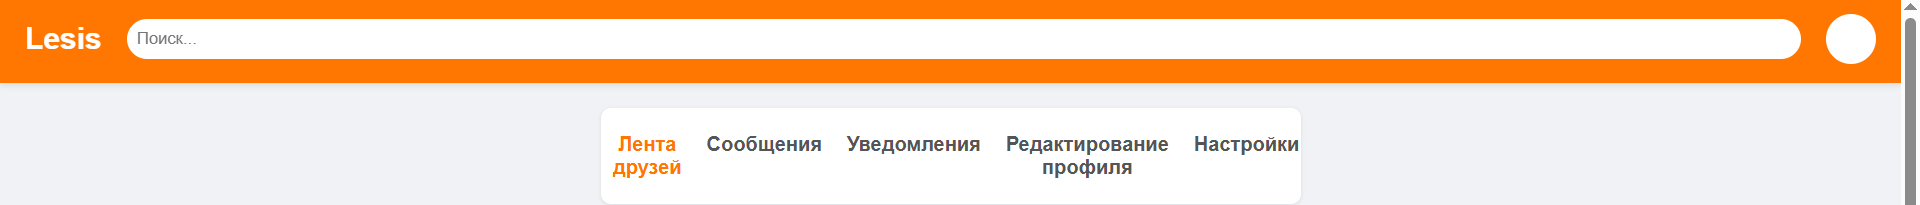 Lesis
Поиск...
Лента
друзей
Сообщения
Уведомления
Редактирование
профиля
Настройки